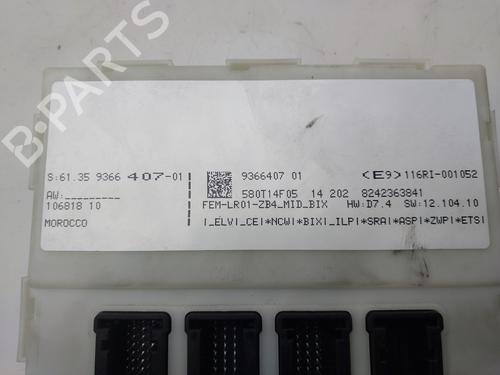 S:61.35 9366 407-01
9366407 01
<E9>116RI-001052
AW:_________
580T14F05 14 202 8242363841
106818 10
FEM-LR01-ZB4_MID_BIX HW:D7.4 SW:12.104.10
MOROCCO
|_ELV|_CE|*NCW|*BIX|_ILP|*SRA|*ASP|*ZWP|*ETS|
B-PARTS